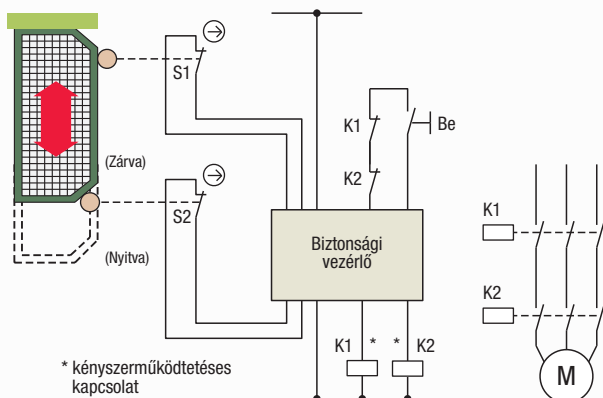 S1
(Zárva)
S2
(Nyitva)
K1
Be
K2
Biztonsági
vezérlő
K1 * * K2
K1
K2
M
* kényszerműködtetéses
kapcsolat